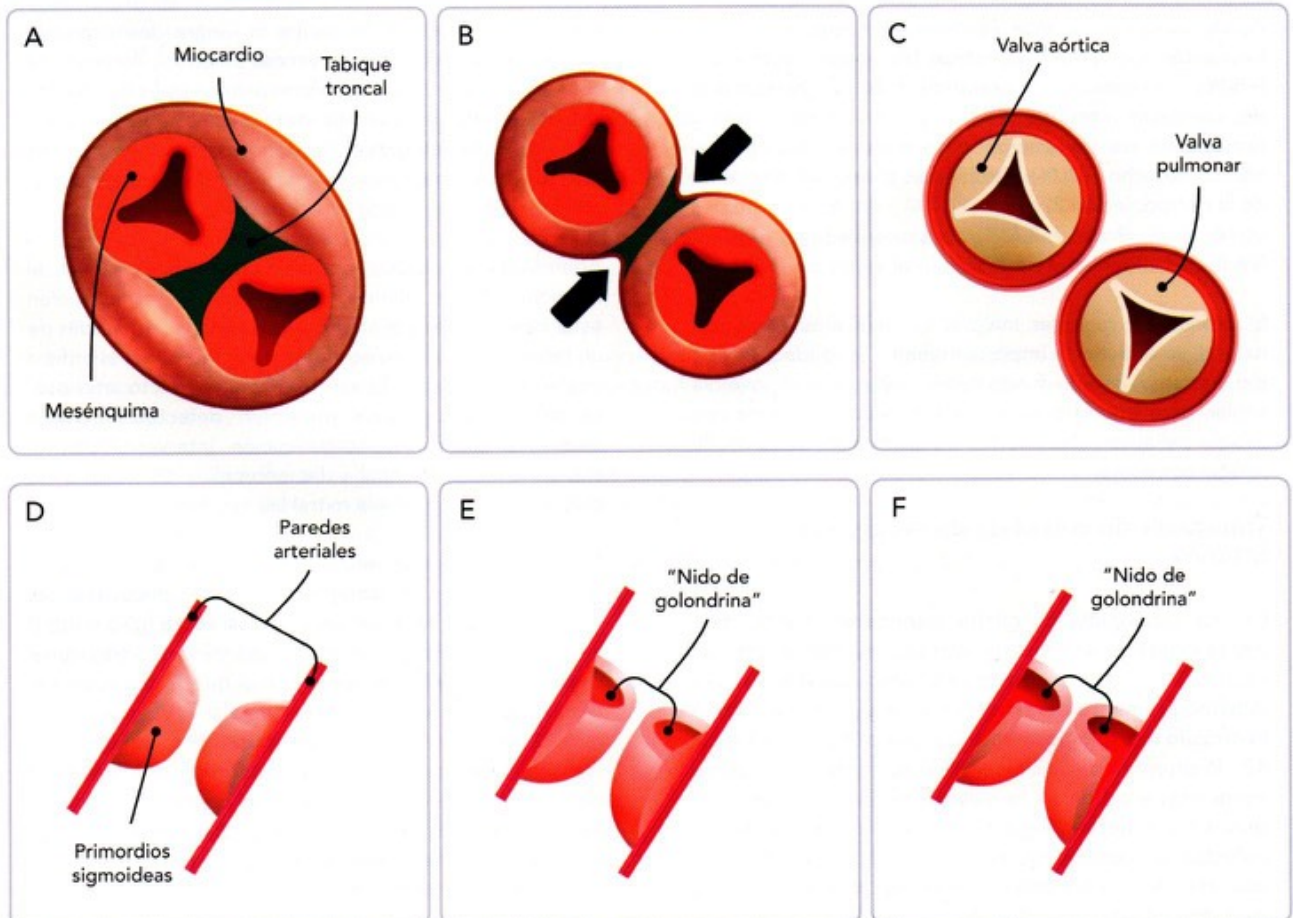 A
Miocardio
Tabique
troncal
Mesénquima
B
C
Valva aórtica
Valva
pulmonar
D
Paredes
arteriales
Primordios
sigmoideas
E
"Nido de
golondrina"
F
"Nido de
golondrina"